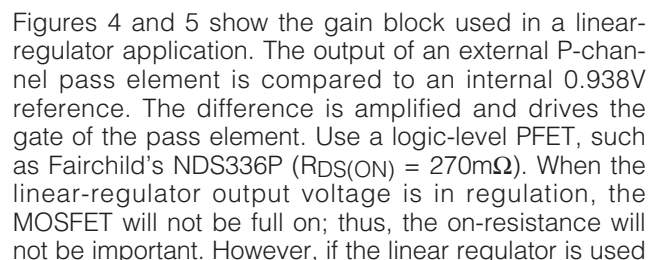 Figures 4 and 5 show the gain block used in a linear-
regulator application. The output of an external P-chan-
nel pass element is compared to an internal 0.938V
reference. The difference is amplified and drives the
gate of the pass element. Use a logic-level PFET, such
as Fairchild's NDS336P (RDS(ON) = 270mΩ). When the
linear-regulator output voltage is in regulation, the
MOSFET will not be full on; thus, the on-resistance will
not be important. However, if the linear regulator is used